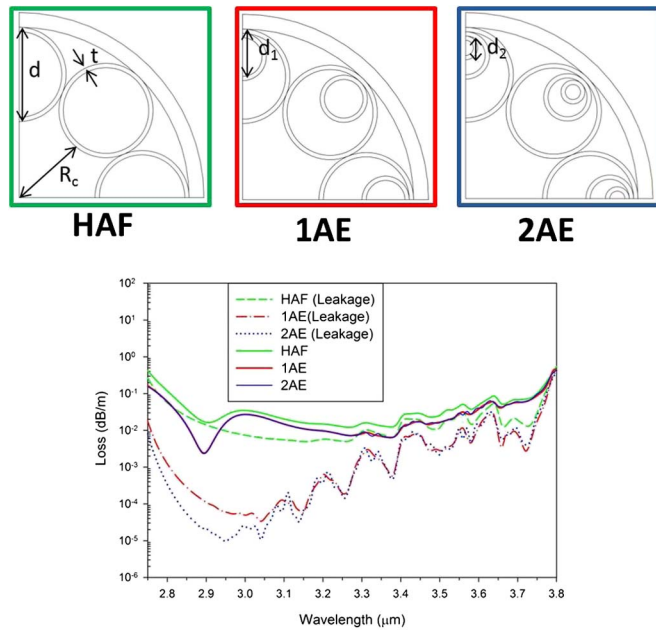 d
t
R_c
d_1
d_2
HAF
1AE
2AE
HAF (Leakage)
1AE(Leakage)
2AE (Leakage)
HAF
1AE
2AE
Loss (dB/m)
10^2
10^1
10^0
10^-1
10^-2
10^-3
10^-4
10^-5
10^-6
2.8 2.9 3.0 3.1 3.2 3.3 3.4 3.5 3.6 3.7 3.8
Wavelength (μm)